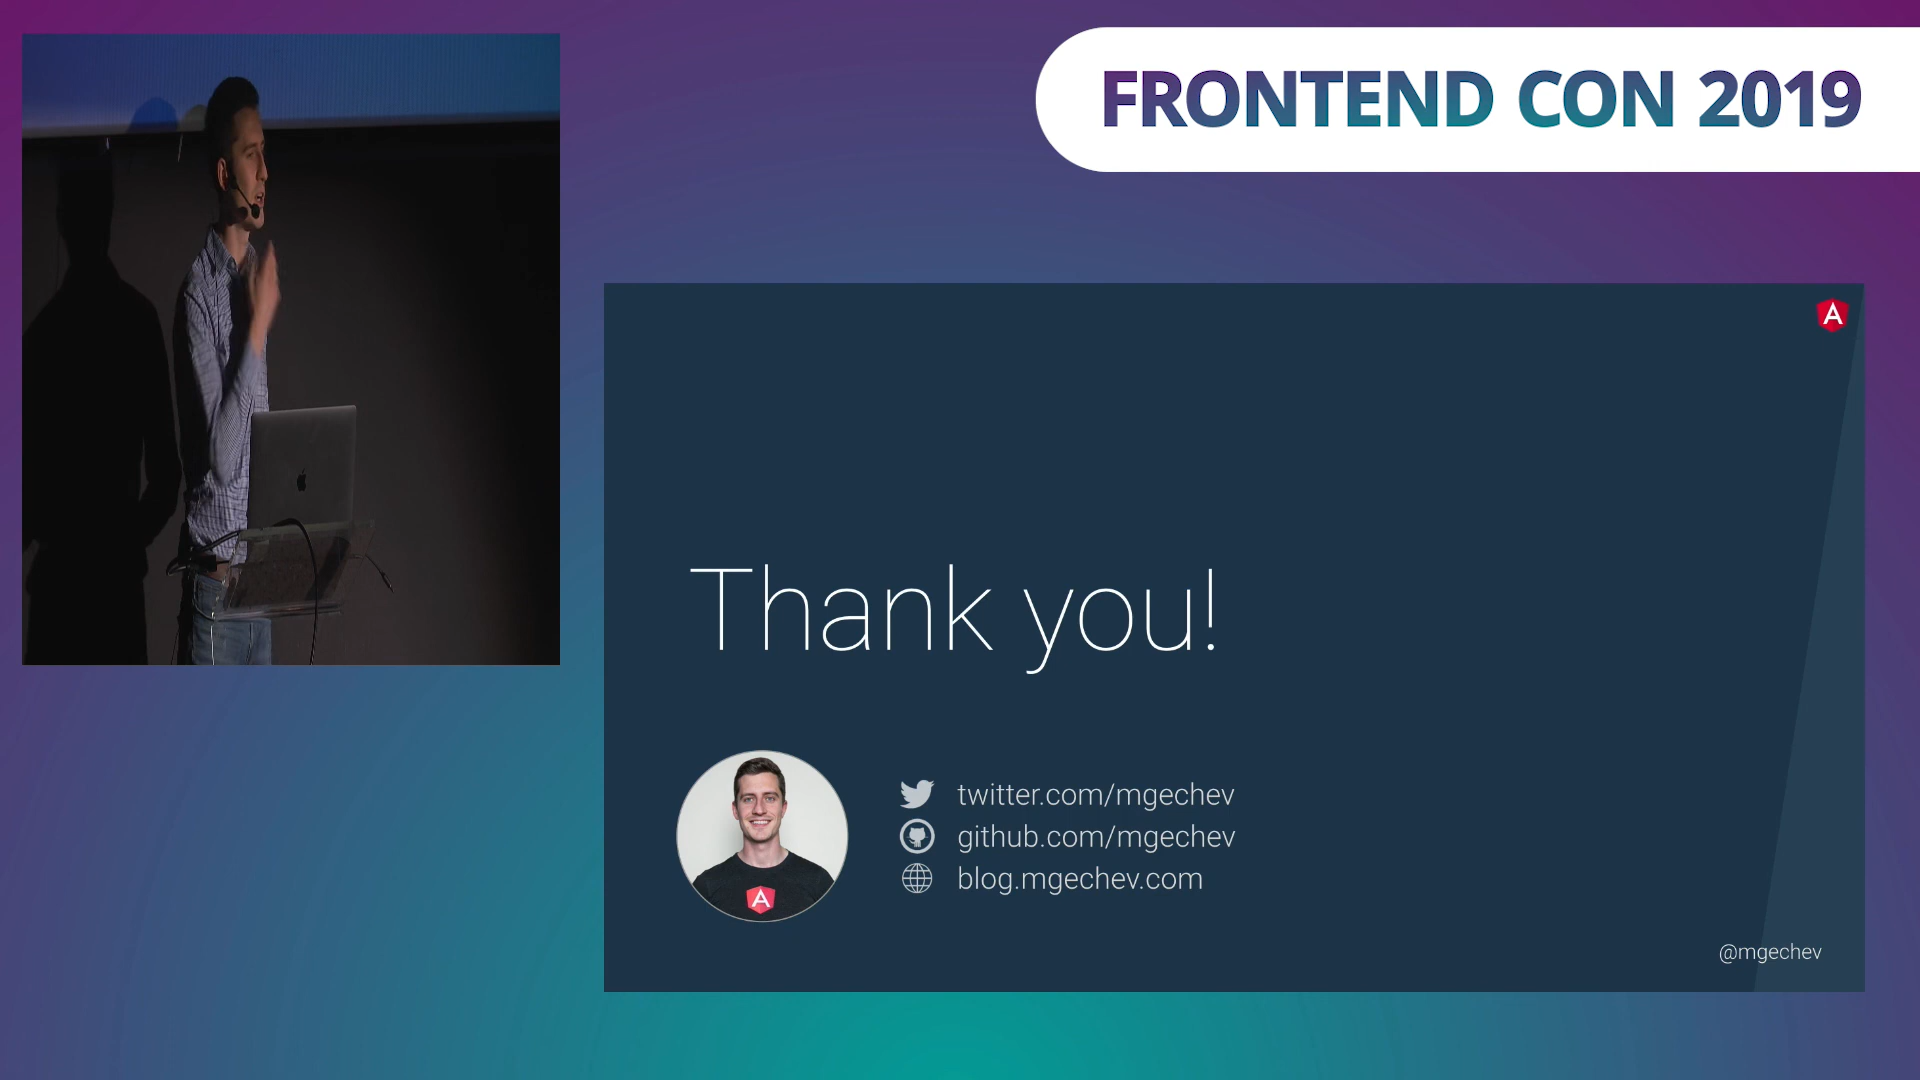 FRONTEND CON 2019
A
Thank you!
twitter.com/mgechev
github.com/mgechev
blog.mgechev.com
A
@mgechev